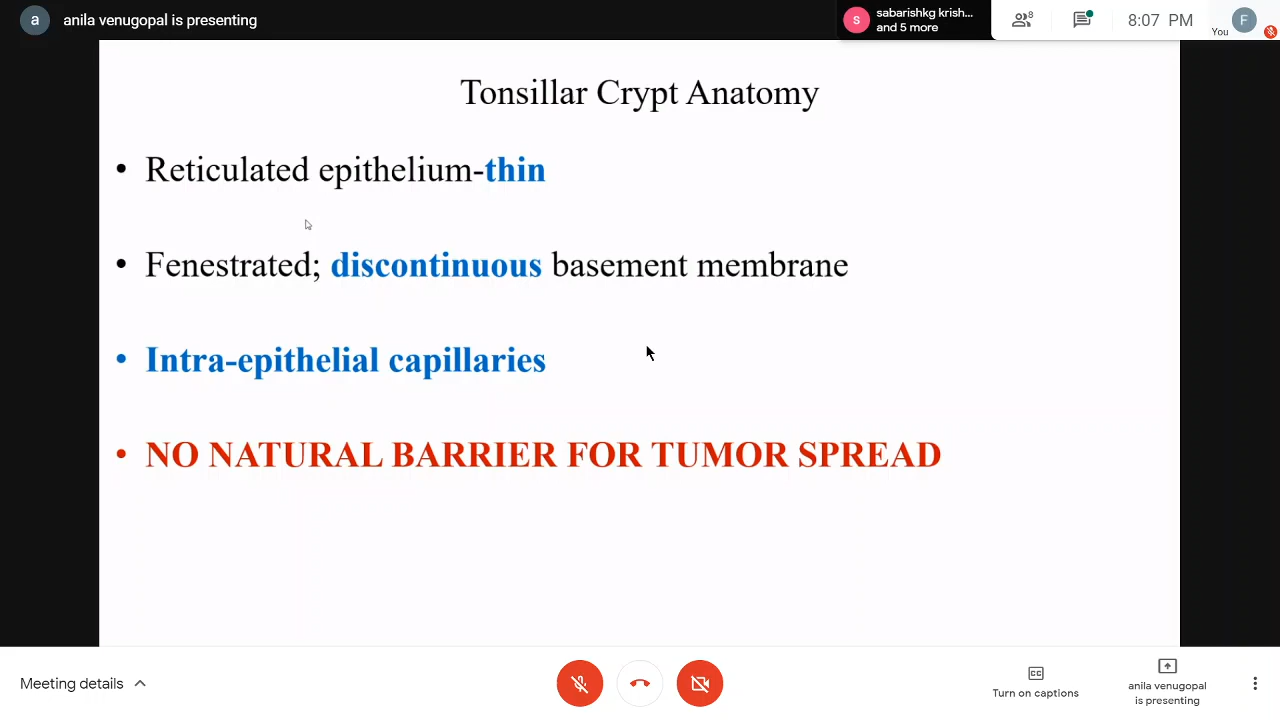 a anila venugopal is presenting
s sabarishkg krish...
and 5 more
8
8:07 PM
You F
Tonsillar Crypt Anatomy
• Reticulated epithelium-thin
• Fenestrated; discontinuous basement membrane
• Intra-epithelial capillaries
• NO NATURAL BARRIER FOR TUMOR SPREAD
Meeting details
CC
Turn on captions
anila venugopal
is presenting